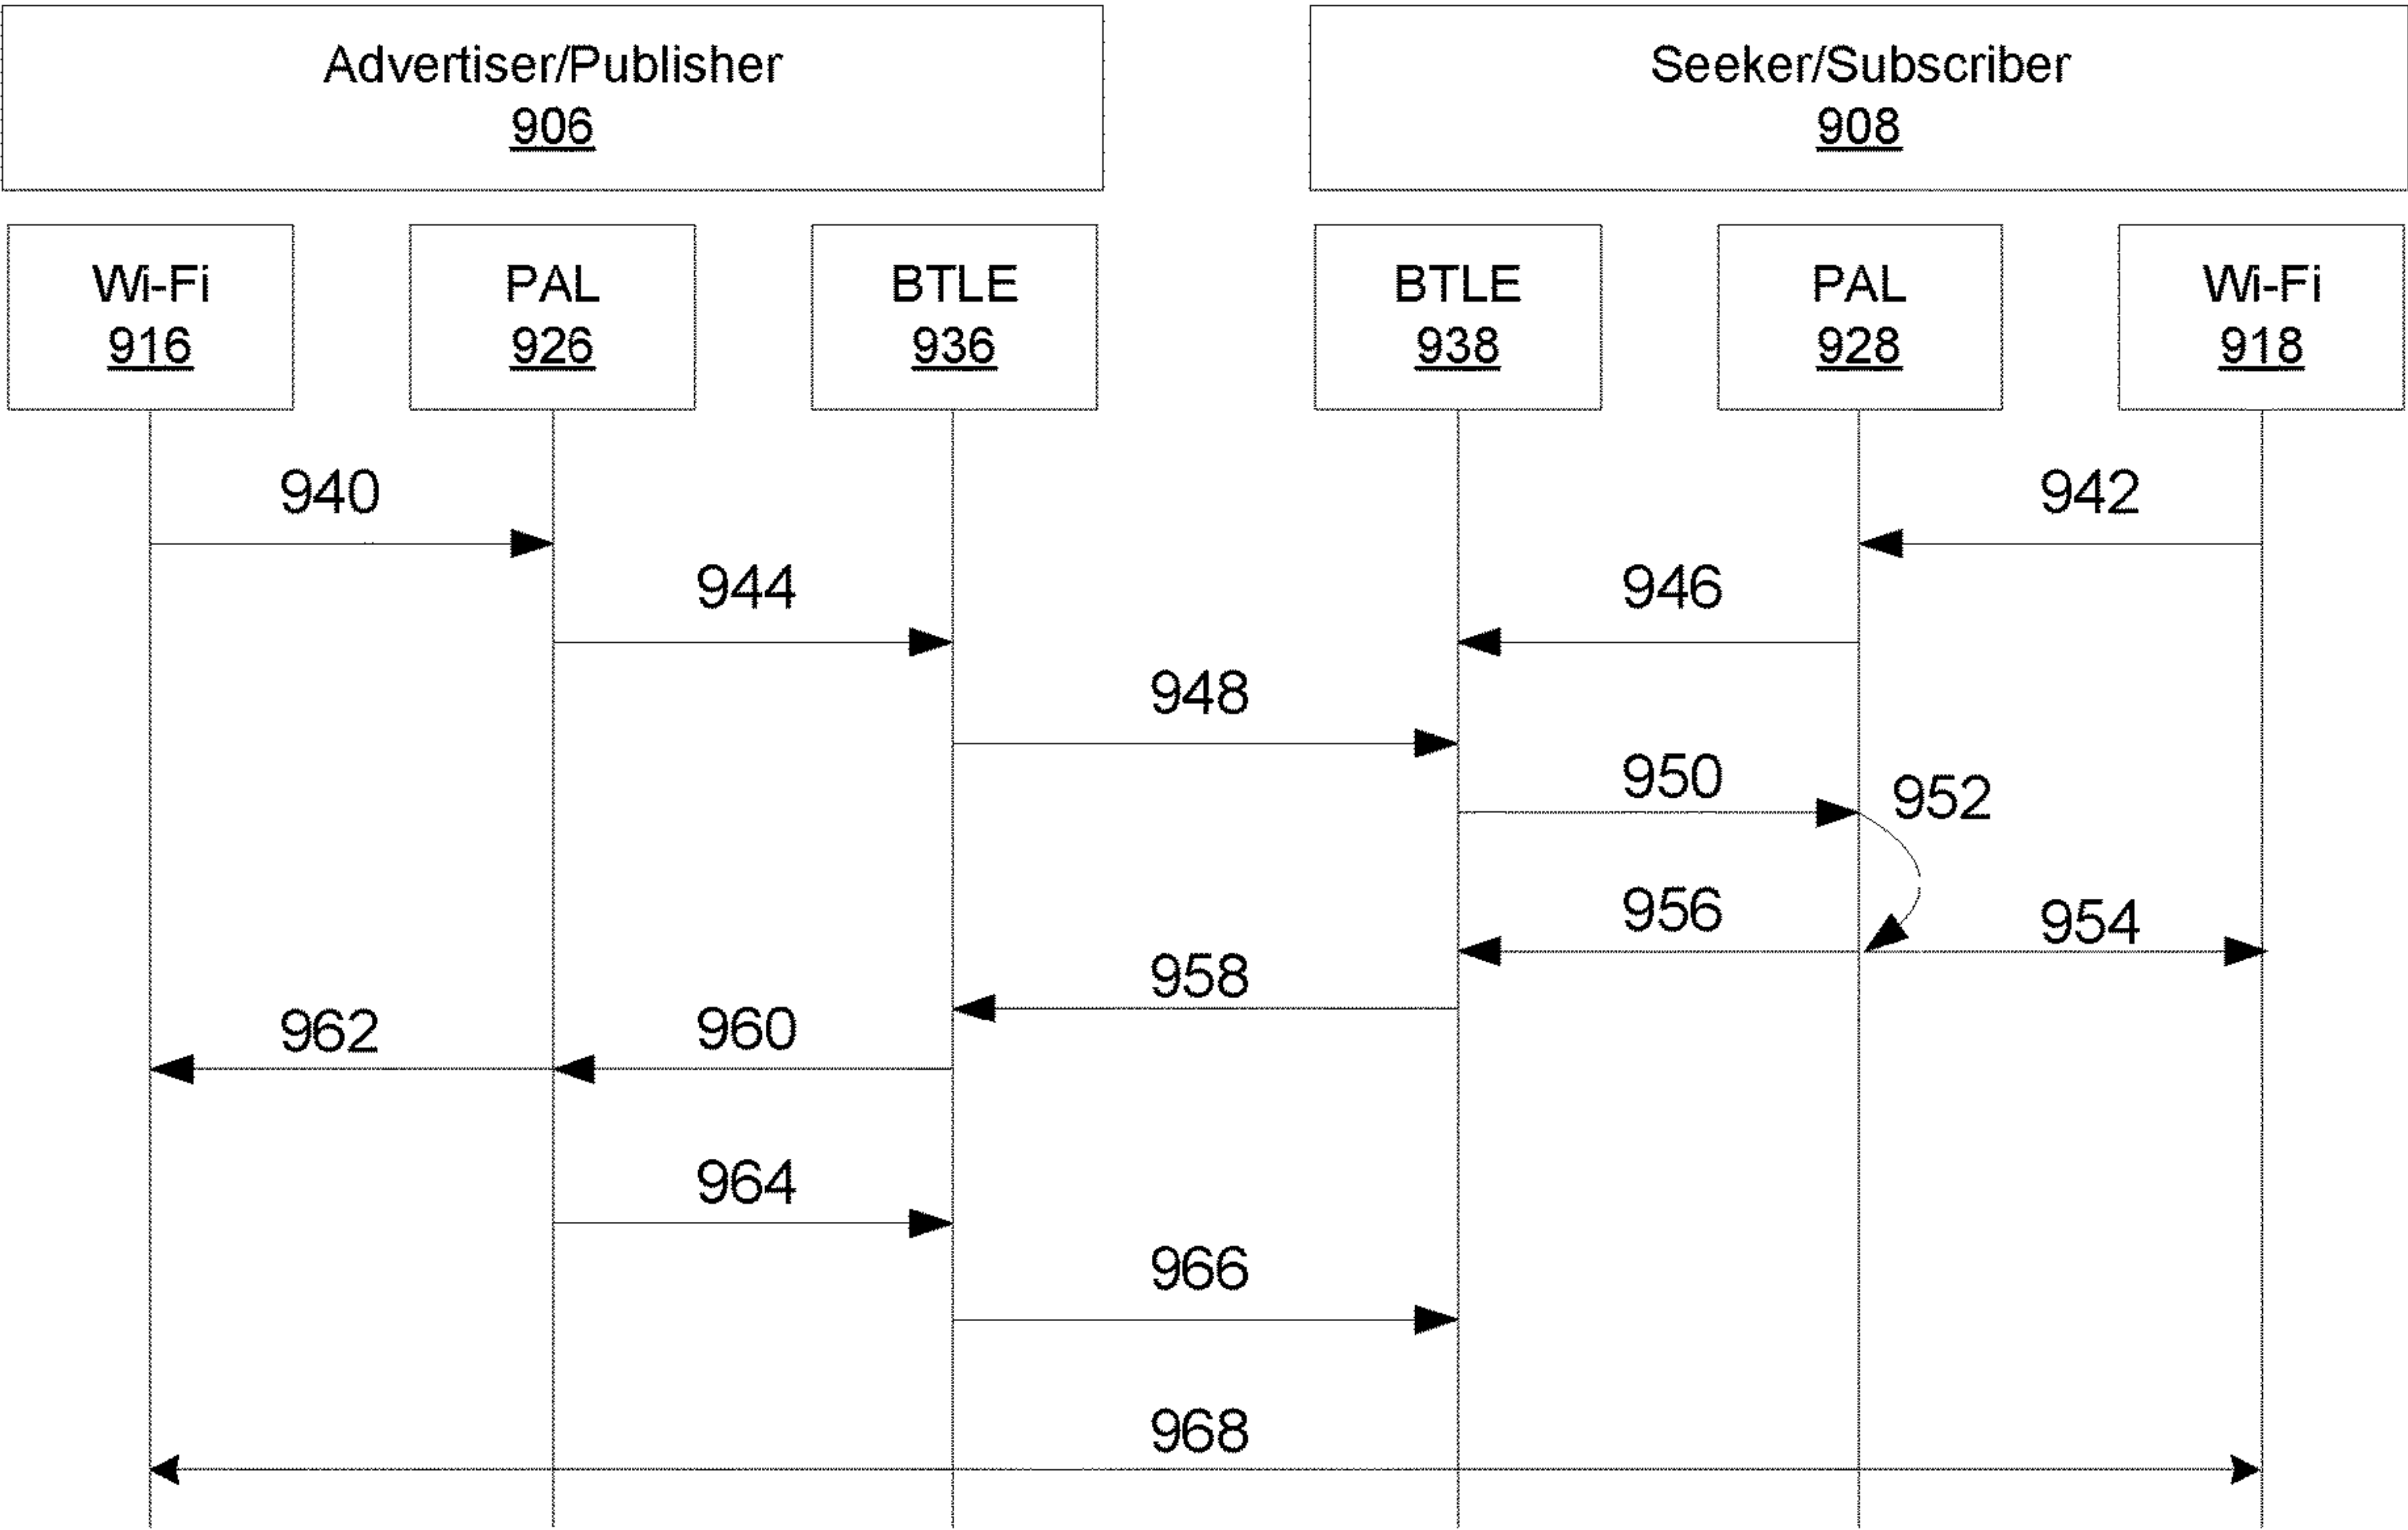 Advertiser/Publisher
906
Seeker/Subscriber
908
Wi-Fi
916
PAL
926
BTLE
936
BTLE
938
PAL
928
Wi-Fi
918
940
942
944
946
948
950
952
956
954
958
962
960
964
966
968